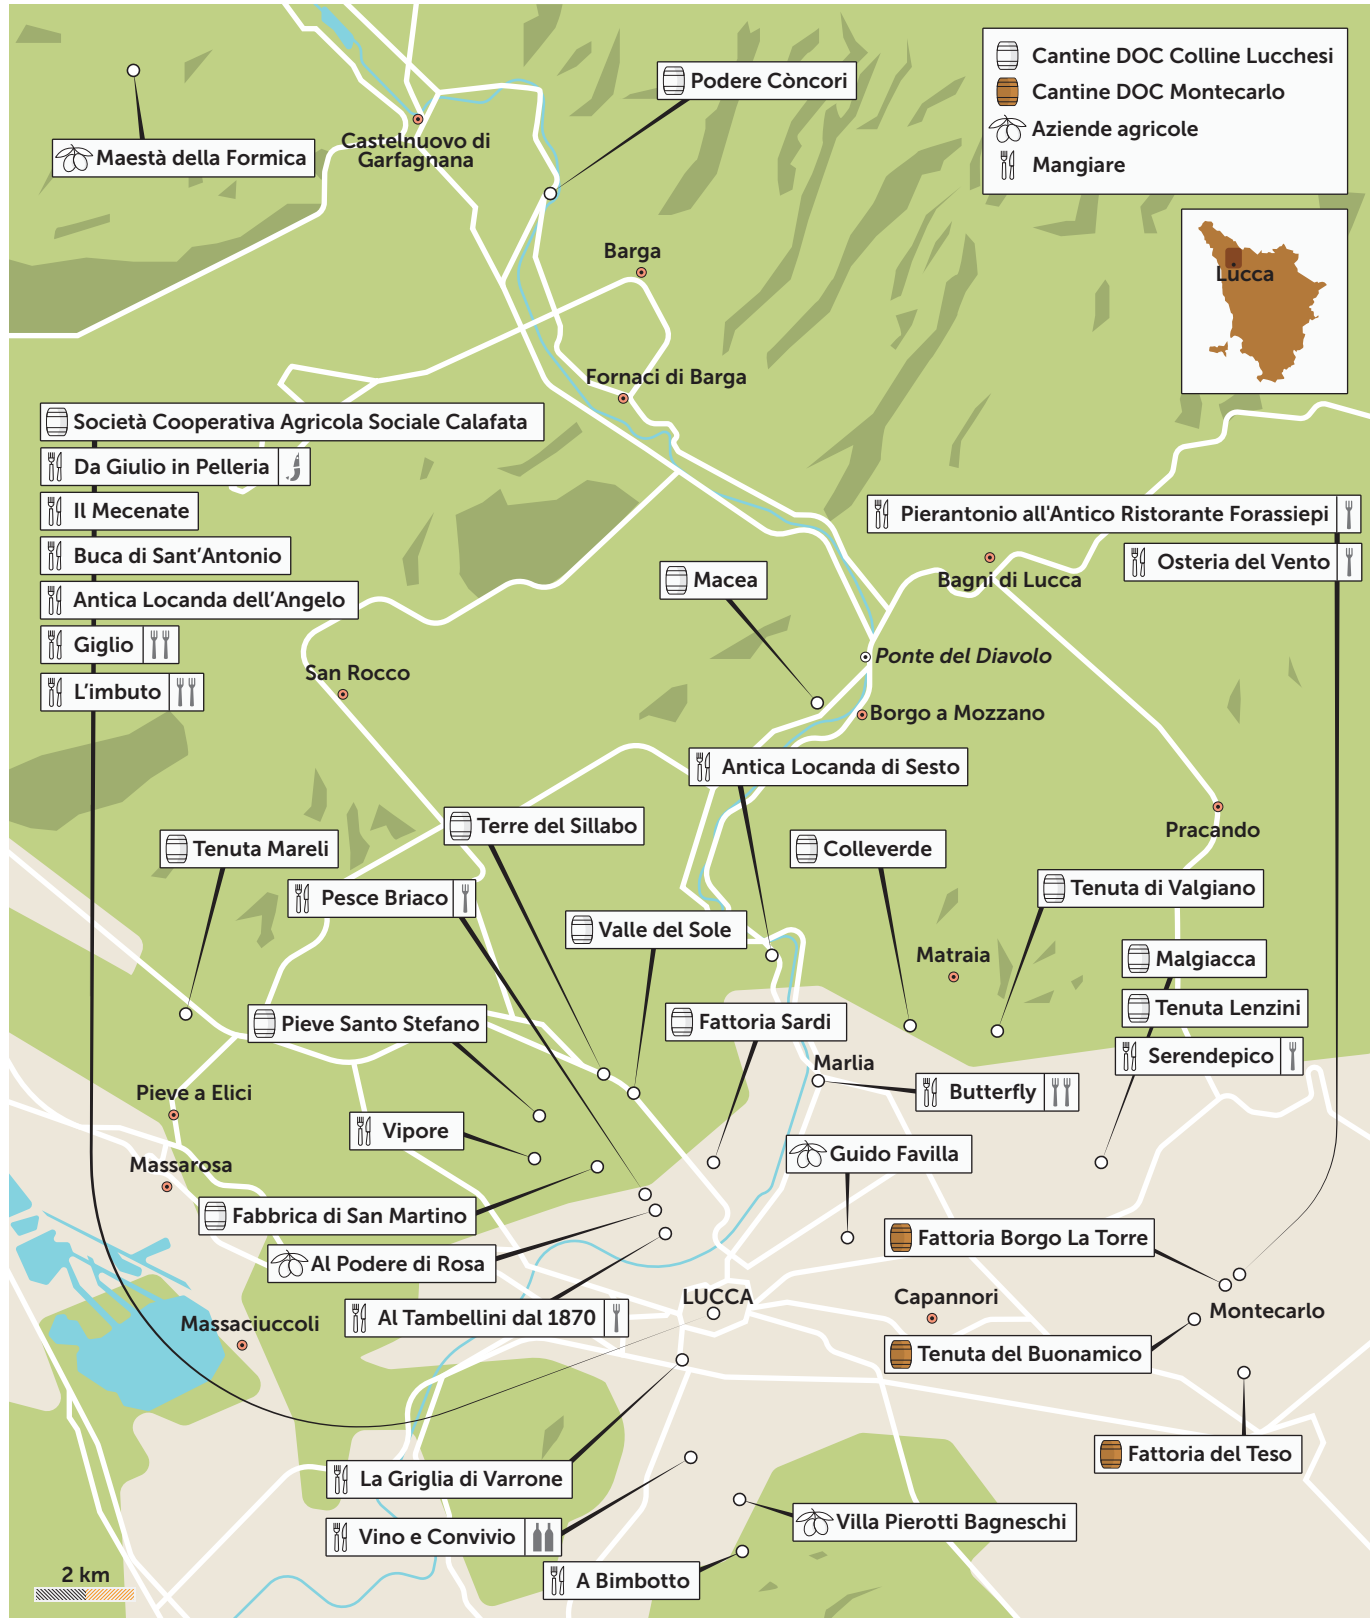 Cantine DOC Colline Lucchesi
Cantine DOC Montecarlo
Aziende agricole
Mangiare
Podere Còncori
Maestà della Formica
Castelnuovo di
Garfagnana
Lucca
Barga
Fornaci di Barga
Società Cooperativa Agricola Sociale Calafata
Da Giulio in Pelleria
Il Mecenate
Buca di Sant'Antonio
Antica Locanda dell'Angelo
Giglio
L'imbuto
Pierantonio all'Antico Ristorante Forassiepi
Osteria del Vento
Bagni di Lucca
Macea
Ponte del Diavolo
San Rocco
Borgo a Mozzano
Antica Locanda di Sesto
Terre del Sillabo
Tenuta Mareli
Colleverde
Pracando
Pesce Briaco
Tenuta di Valgiano
Valle del Sole
Matraia
Malgiacca
Tenuta Lenzini
Pieve Santo Stefano
Fattoria Sardi
Serendepico
Marlia
Butterfly
Pieve a Elici
Vipore
Guido Favilla
Massarosa
Fabbrica di San Martino
Fattoria Borgo La Torre
Al Podere di Rosa
LUCCA
Capannori
Montecarlo
Al Tambellini dal 1870
Massaciuccoli
Tenuta del Buonamico
Fattoria del Teso
La Griglia di Varrone
Villa Pierotti Bagneschi
Vino e Convivio
A Bimbotto
2 km